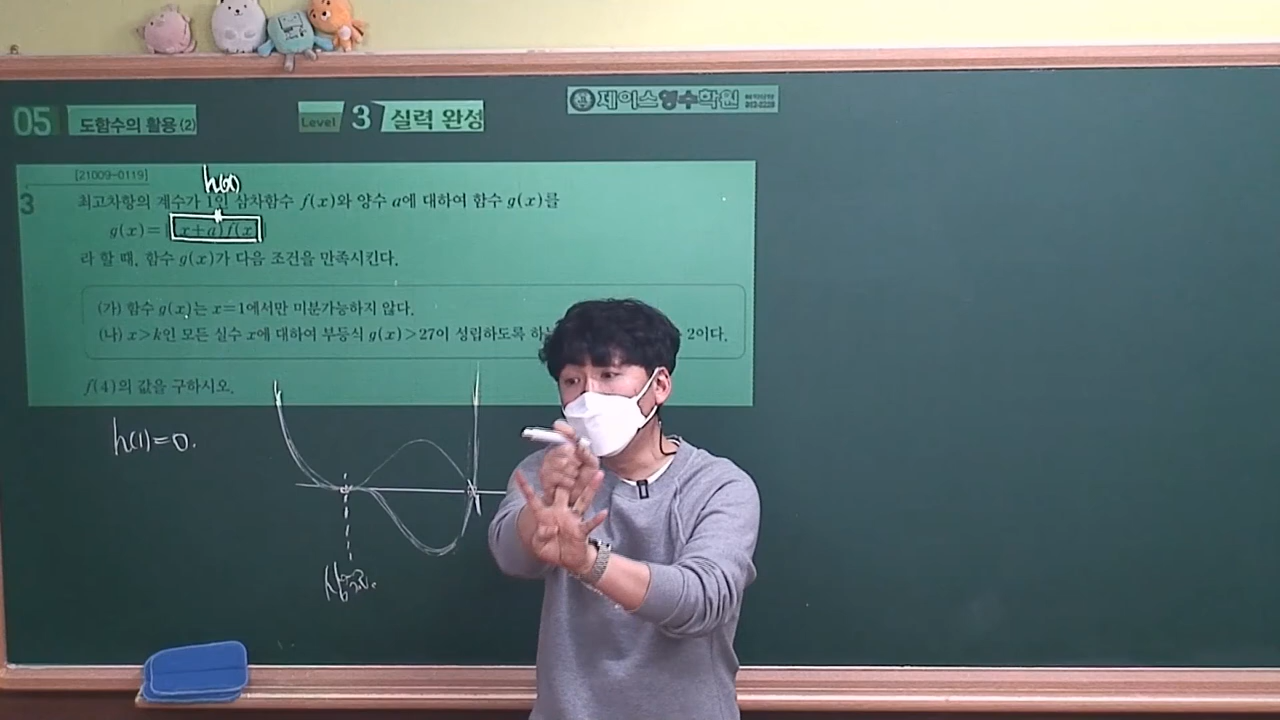 05 도함수의 활용 (2)
Level 3 실력 완성
제이스영수학원
[21009-0119]
h(x)
3 최고차항의 계수가 1인 삼차함수 f(x)와 양수 a에 대하여 함수 g(x)를
g(x)=|(x+a)f(x)|
라 할 때, 함수 g(x)가 다음 조건을 만족시킨다.
(가) 함수 g(x)는 x=1에서만 미분가능하지 않다.
(나) x>k인 모든 실수 x에 대하여 부등식 g(x)>27이 성립하도록 하는 2이다.
f(4)의 값을 구하시오.
h(1)=0.
삼중근.